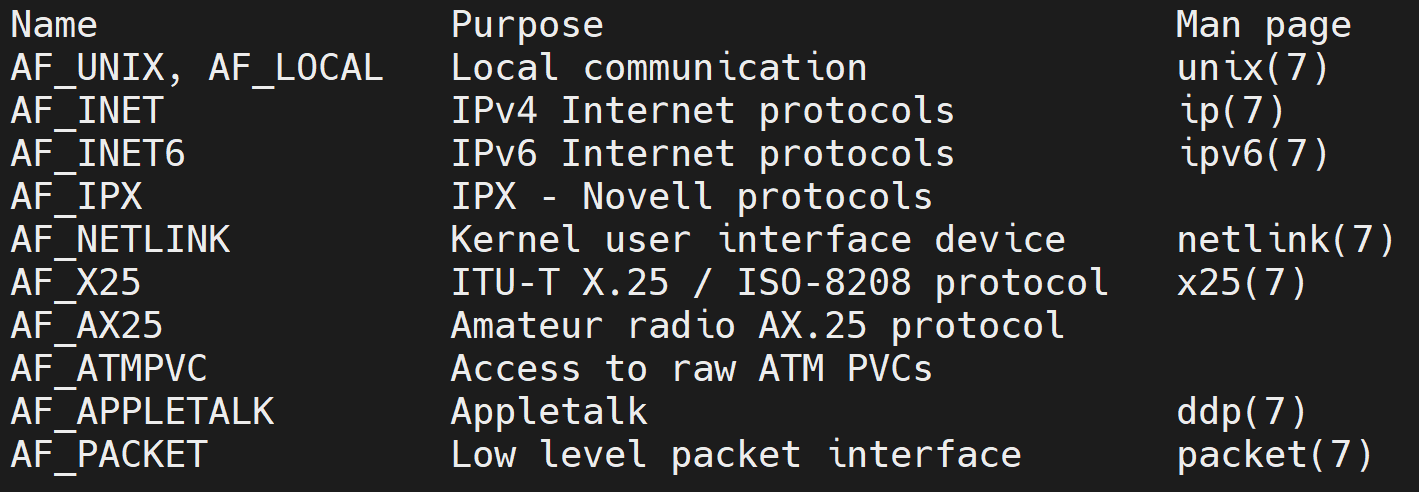 Name                Purpose                          Man page
AF_UNIX, AF_LOCAL   Local communication              unix(7)
AF_INET             IPv4 Internet protocols          ip(7)
AF_INET6            IPv6 Internet protocols          ipv6(7)
AF_IPX              IPX - Novell protocols
AF_NETLINK          Kernel user interface device     netlink(7)
AF_X25              ITU-T X.25 / ISO-8208 protocol   x25(7)
AF_AX25             Amateur radio AX.25 protocol
AF_ATMPVC           Access to raw ATM PVCs
AF_APPLETALK        Appletalk                        ddp(7)
AF_PACKET           Low level packet interface       packet(7)